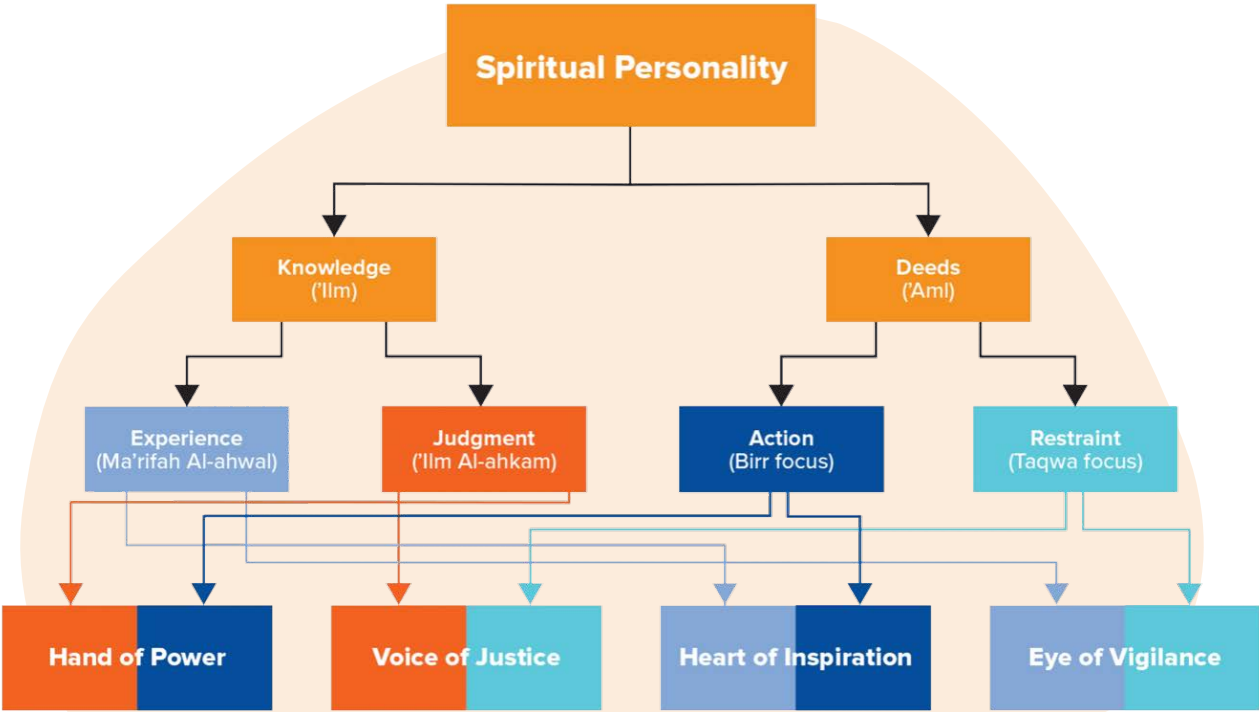 Spiritual Personality
Knowledge
('Ilm)
Deeds
('Aml)
Experience
(Ma'rifah Al-ahwal)
Judgment
('Ilm Al-ahkam)
Action
(Birr focus)
Restraint
(Taqwa focus)
Hand of Power
Voice of Justice
Heart of Inspiration
Eye of Vigilance